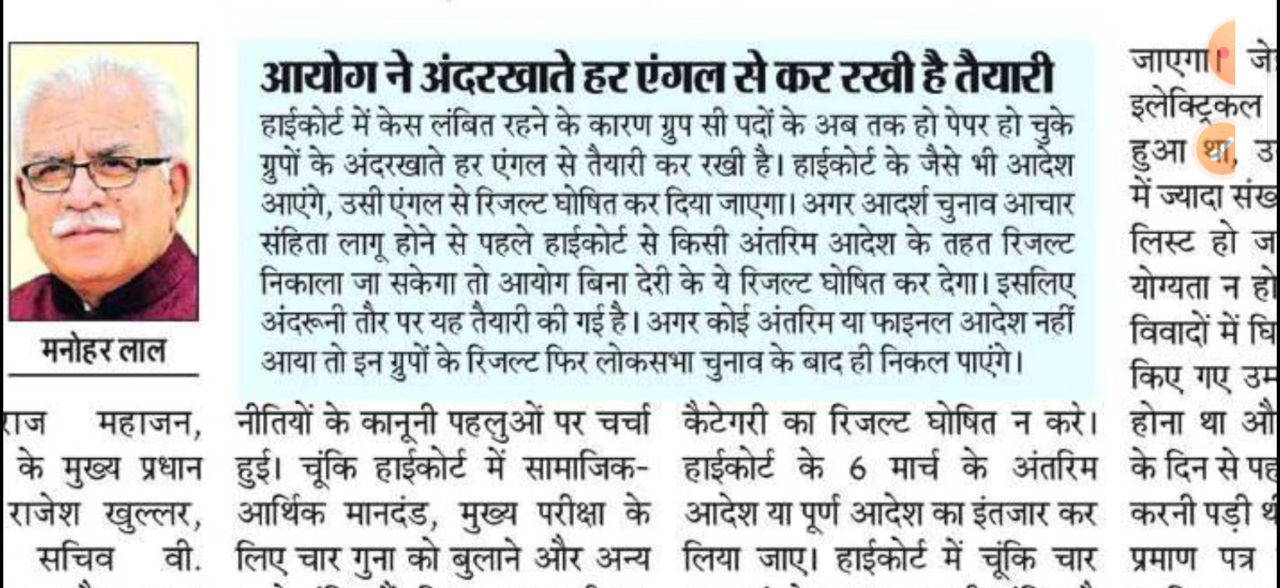 आयोग ने अंदरखाते हर एंगल से कर रखी है तैयारी
हाईकोर्ट में केस लंबित रहने के कारण ग्रुप सी पदों के अब तक हो पेपर हो चुके
ग्रुपों के अंदरखाते हर एंगल से तैयारी कर रखी है। हाईकोर्ट के जैसे भी आदेश
आएंगे, उसी एंगल से रिजल्ट घोषित कर दिया जाएगा। अगर आदर्श चुनाव आचार
संहिता लागू होने से पहले हाईकोर्ट से किसी अंतरिम आदेश के तहत रिजल्ट
निकाला जा सकेगा तो आयोग बिना देरी के ये रिजल्ट घोषित कर देगा। इसलिए
अंदरूनी तौर पर यह तैयारी की गई है। अगर कोई अंतरिम या फाइनल आदेश नहीं
आया तो इन ग्रुपों के रिजल्ट फिर लोकसभा चुनाव के बाद ही निकल पाएंगे।
मनोहर लाल
राज महाजन,
के मुख्य प्रधान
राजेश खुल्लर,
सचिव वी.
नीतियों के कानूनी पहलुओं पर चर्चा
हुई। चूंकि हाईकोर्ट में सामाजिक-
आर्थिक मानदंड, मुख्य परीक्षा के
लिए चार गुना को बुलाने और अन्य
कैटेगरी का रिजल्ट घोषित न करे।
हाईकोर्ट के 6 मार्च के अंतरिम
आदेश या पूर्ण आदेश का इंतजार कर
लिया जाए। हाईकोर्ट में चूंकि चार
जाएगा। जे
इलेक्ट्रिकल
हुआ था, उ
में ज्यादा संख
लिस्ट हो ज
योग्यता न हो
विवादों में घि
किए गए उम
होना था औ
के दिन से पह
करनी पड़ी थ
प्रमाण पत्र